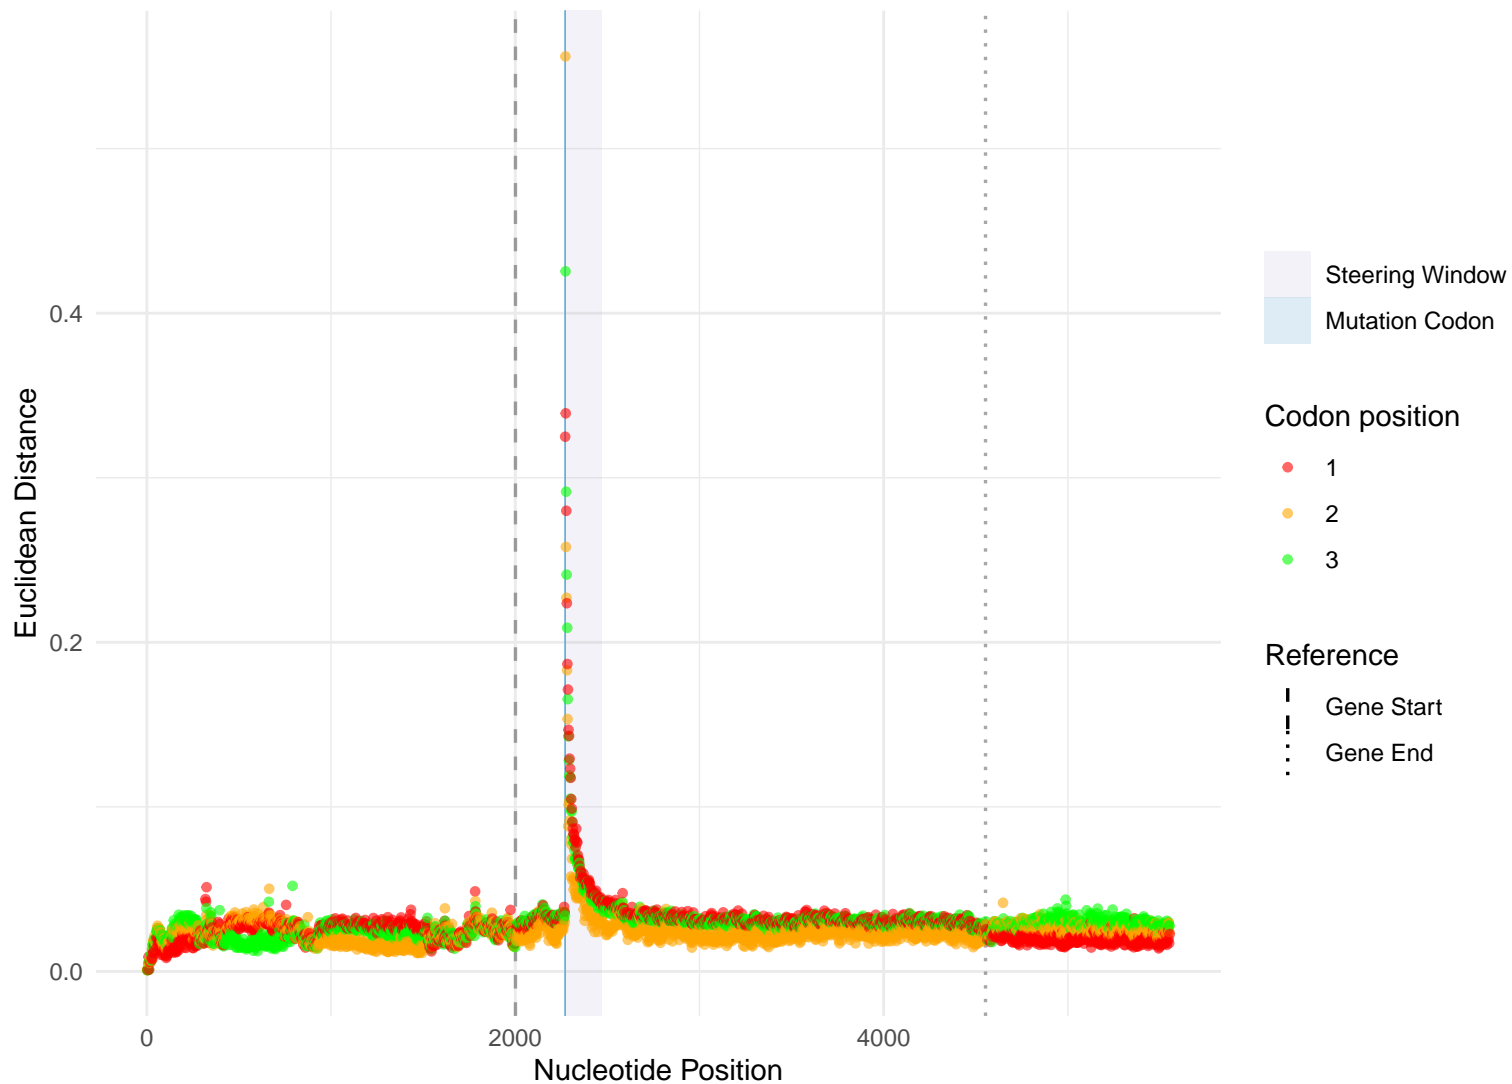 0.4
0.2
0.0
Euclidean Distance
0
2000
4000
Nucleotide Position
Steering Window
Mutation Codon
Codon position
1
2
3
Reference
Gene Start
Gene End